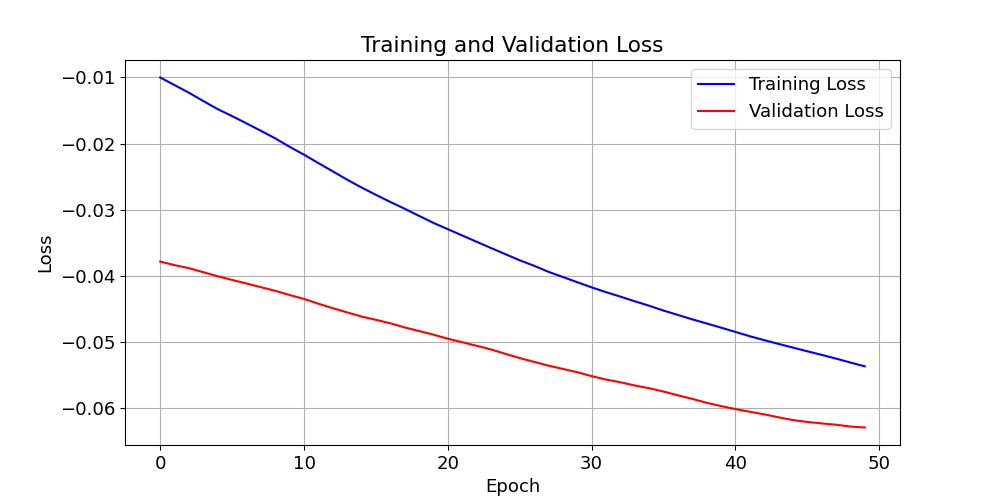 Training and Validation Loss
Training Loss
Validation Loss
−0.01
−0.02
−0.03
−0.04
−0.05
−0.06
Loss
0 10 20 30 40 50
Epoch